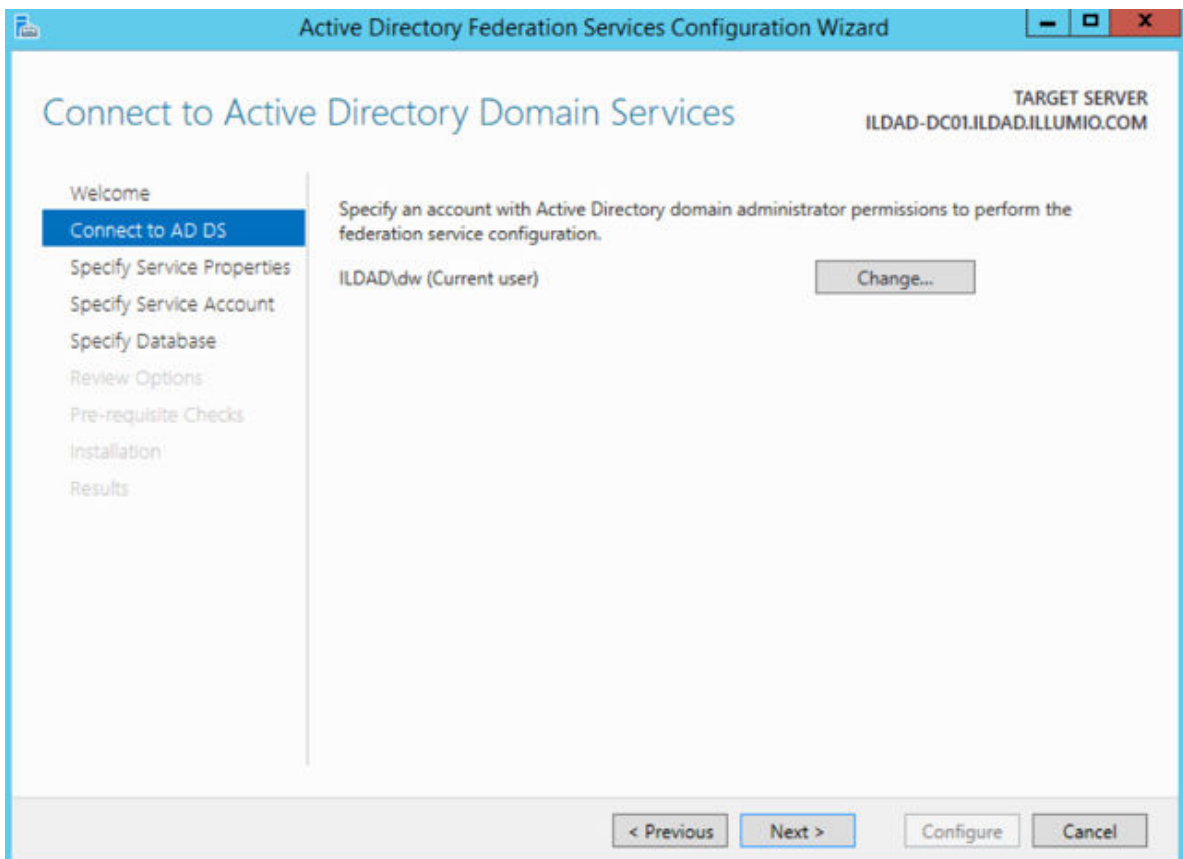 Active Directory Federation Services Configuration Wizard
Connect to Active Directory Domain Services
TARGET SERVER
ILDAD-DC01.ILDAD.ILLUMIO.COM
Welcome
Connect to AD DS
Specify Service Properties
Specify Service Account
Specify Database
Review Options
Pre-requisite Checks
Installation
Results
Specify an account with Active Directory domain administrator permissions to perform the
federation service configuration.
ILDAD\dw (Current user)
Change...
< Previous
Next >
Configure
Cancel